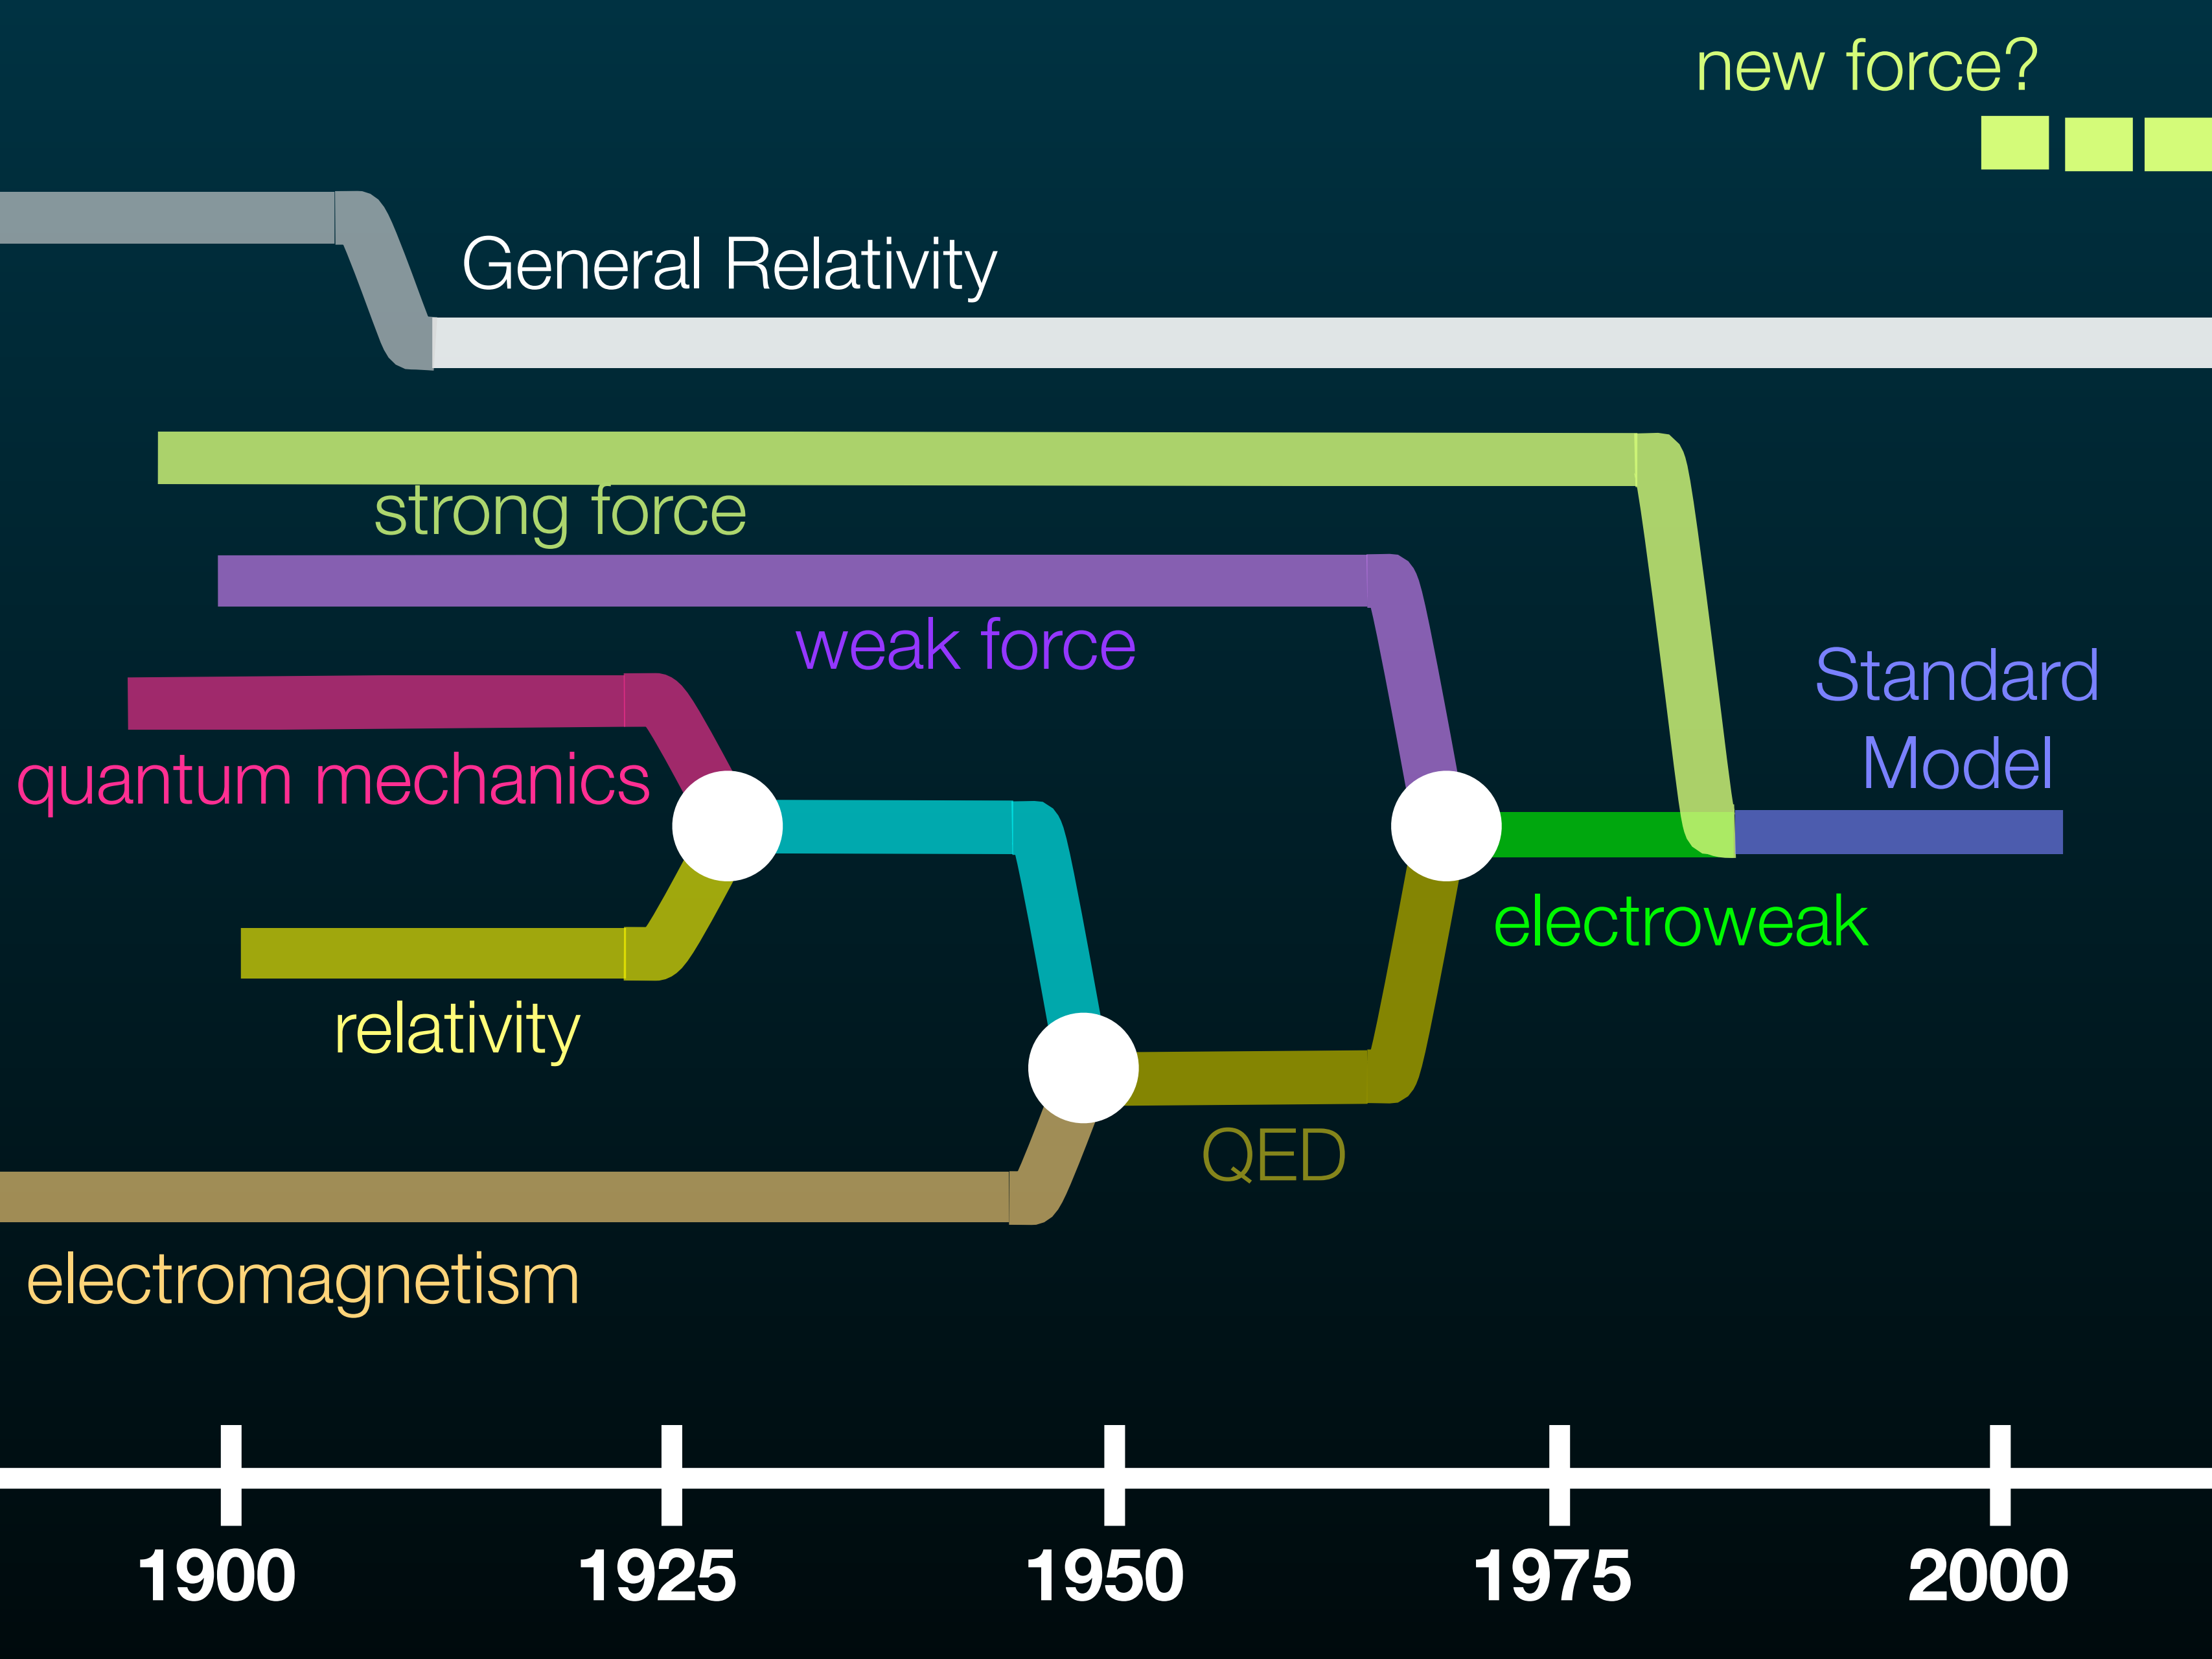 new force?
General Relativity
strong force
weak force
Standard
Model
quantum mechanics
electroweak
relativity
QED
electromagnetism
1900
1925
1950
1975
2000